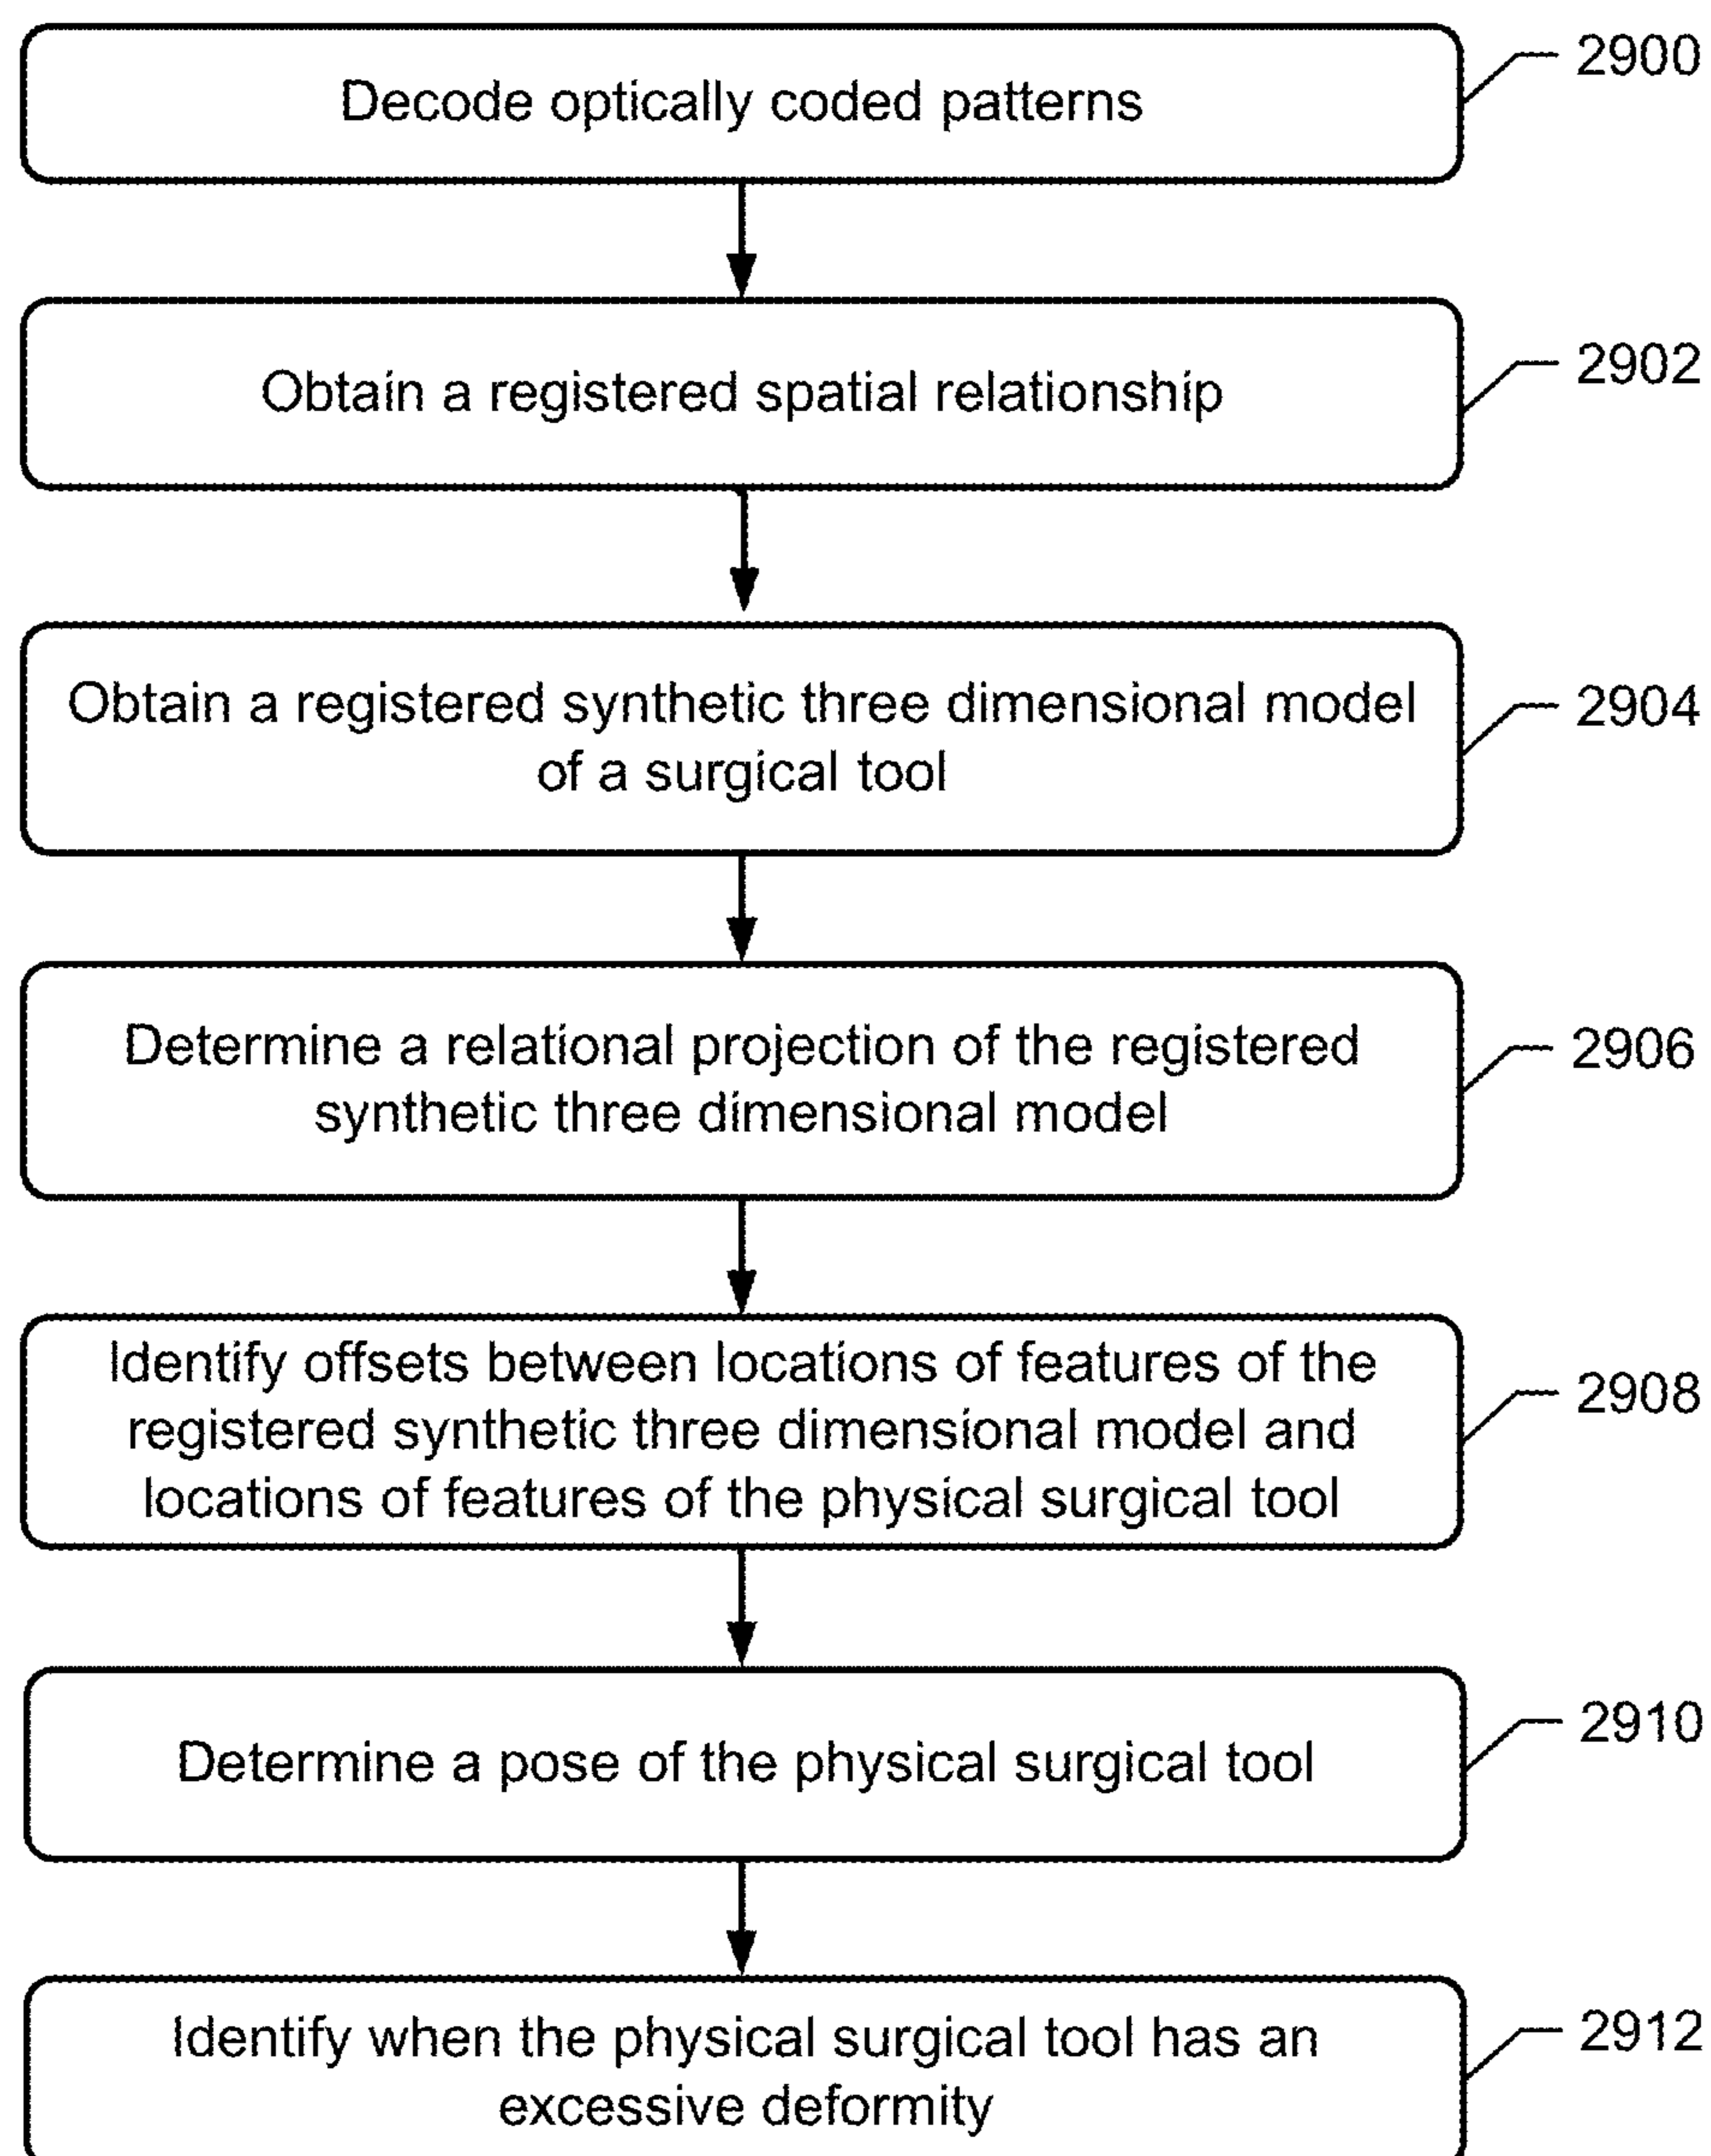 Decode optically coded patterns
2900
Obtain a registered spatial relationship
2902
Obtain a registered synthetic three dimensional model
of a surgical tool
2904
Determine a relational projection of the registered
synthetic three dimensional model
2906
Identify offsets between locations of features of the
registered synthetic three dimensional model and
locations of features of the physical surgical tool
2908
Determine a pose of the physical surgical tool
2910
Identify when the physical surgical tool has an
excessive deformity
2912